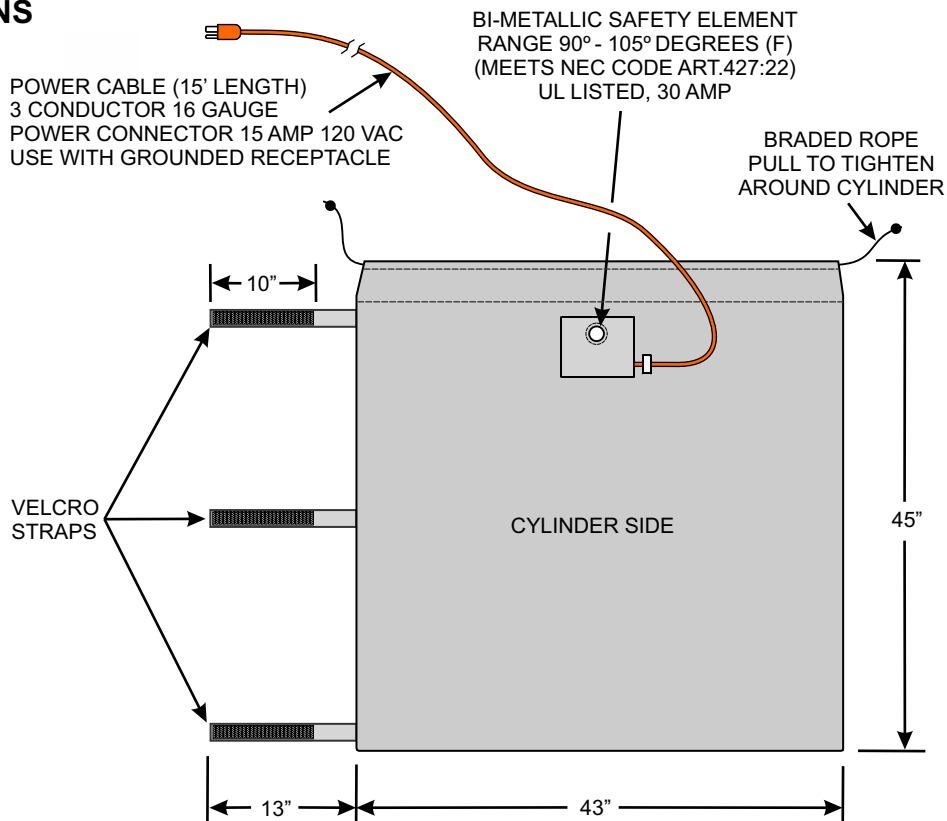 NS
BI-METALLIC SAFETY ELEMENT
RANGE 90º - 105º DEGREES (F)
(MEETS NEC CODE ART.427:22)
UL LISTED, 30 AMP
POWER CABLE (15’ LENGTH)
3 CONDUCTOR 16 GAUGE
POWER CONNECTOR 15 AMP 120 VAC
USE WITH GROUNDED RECEPTACLE
BRADED ROPE
PULL TO TIGHTEN
AROUND CYLINDER
10”
VELCRO
STRAPS
CYLINDER SIDE
45”
13”
43”